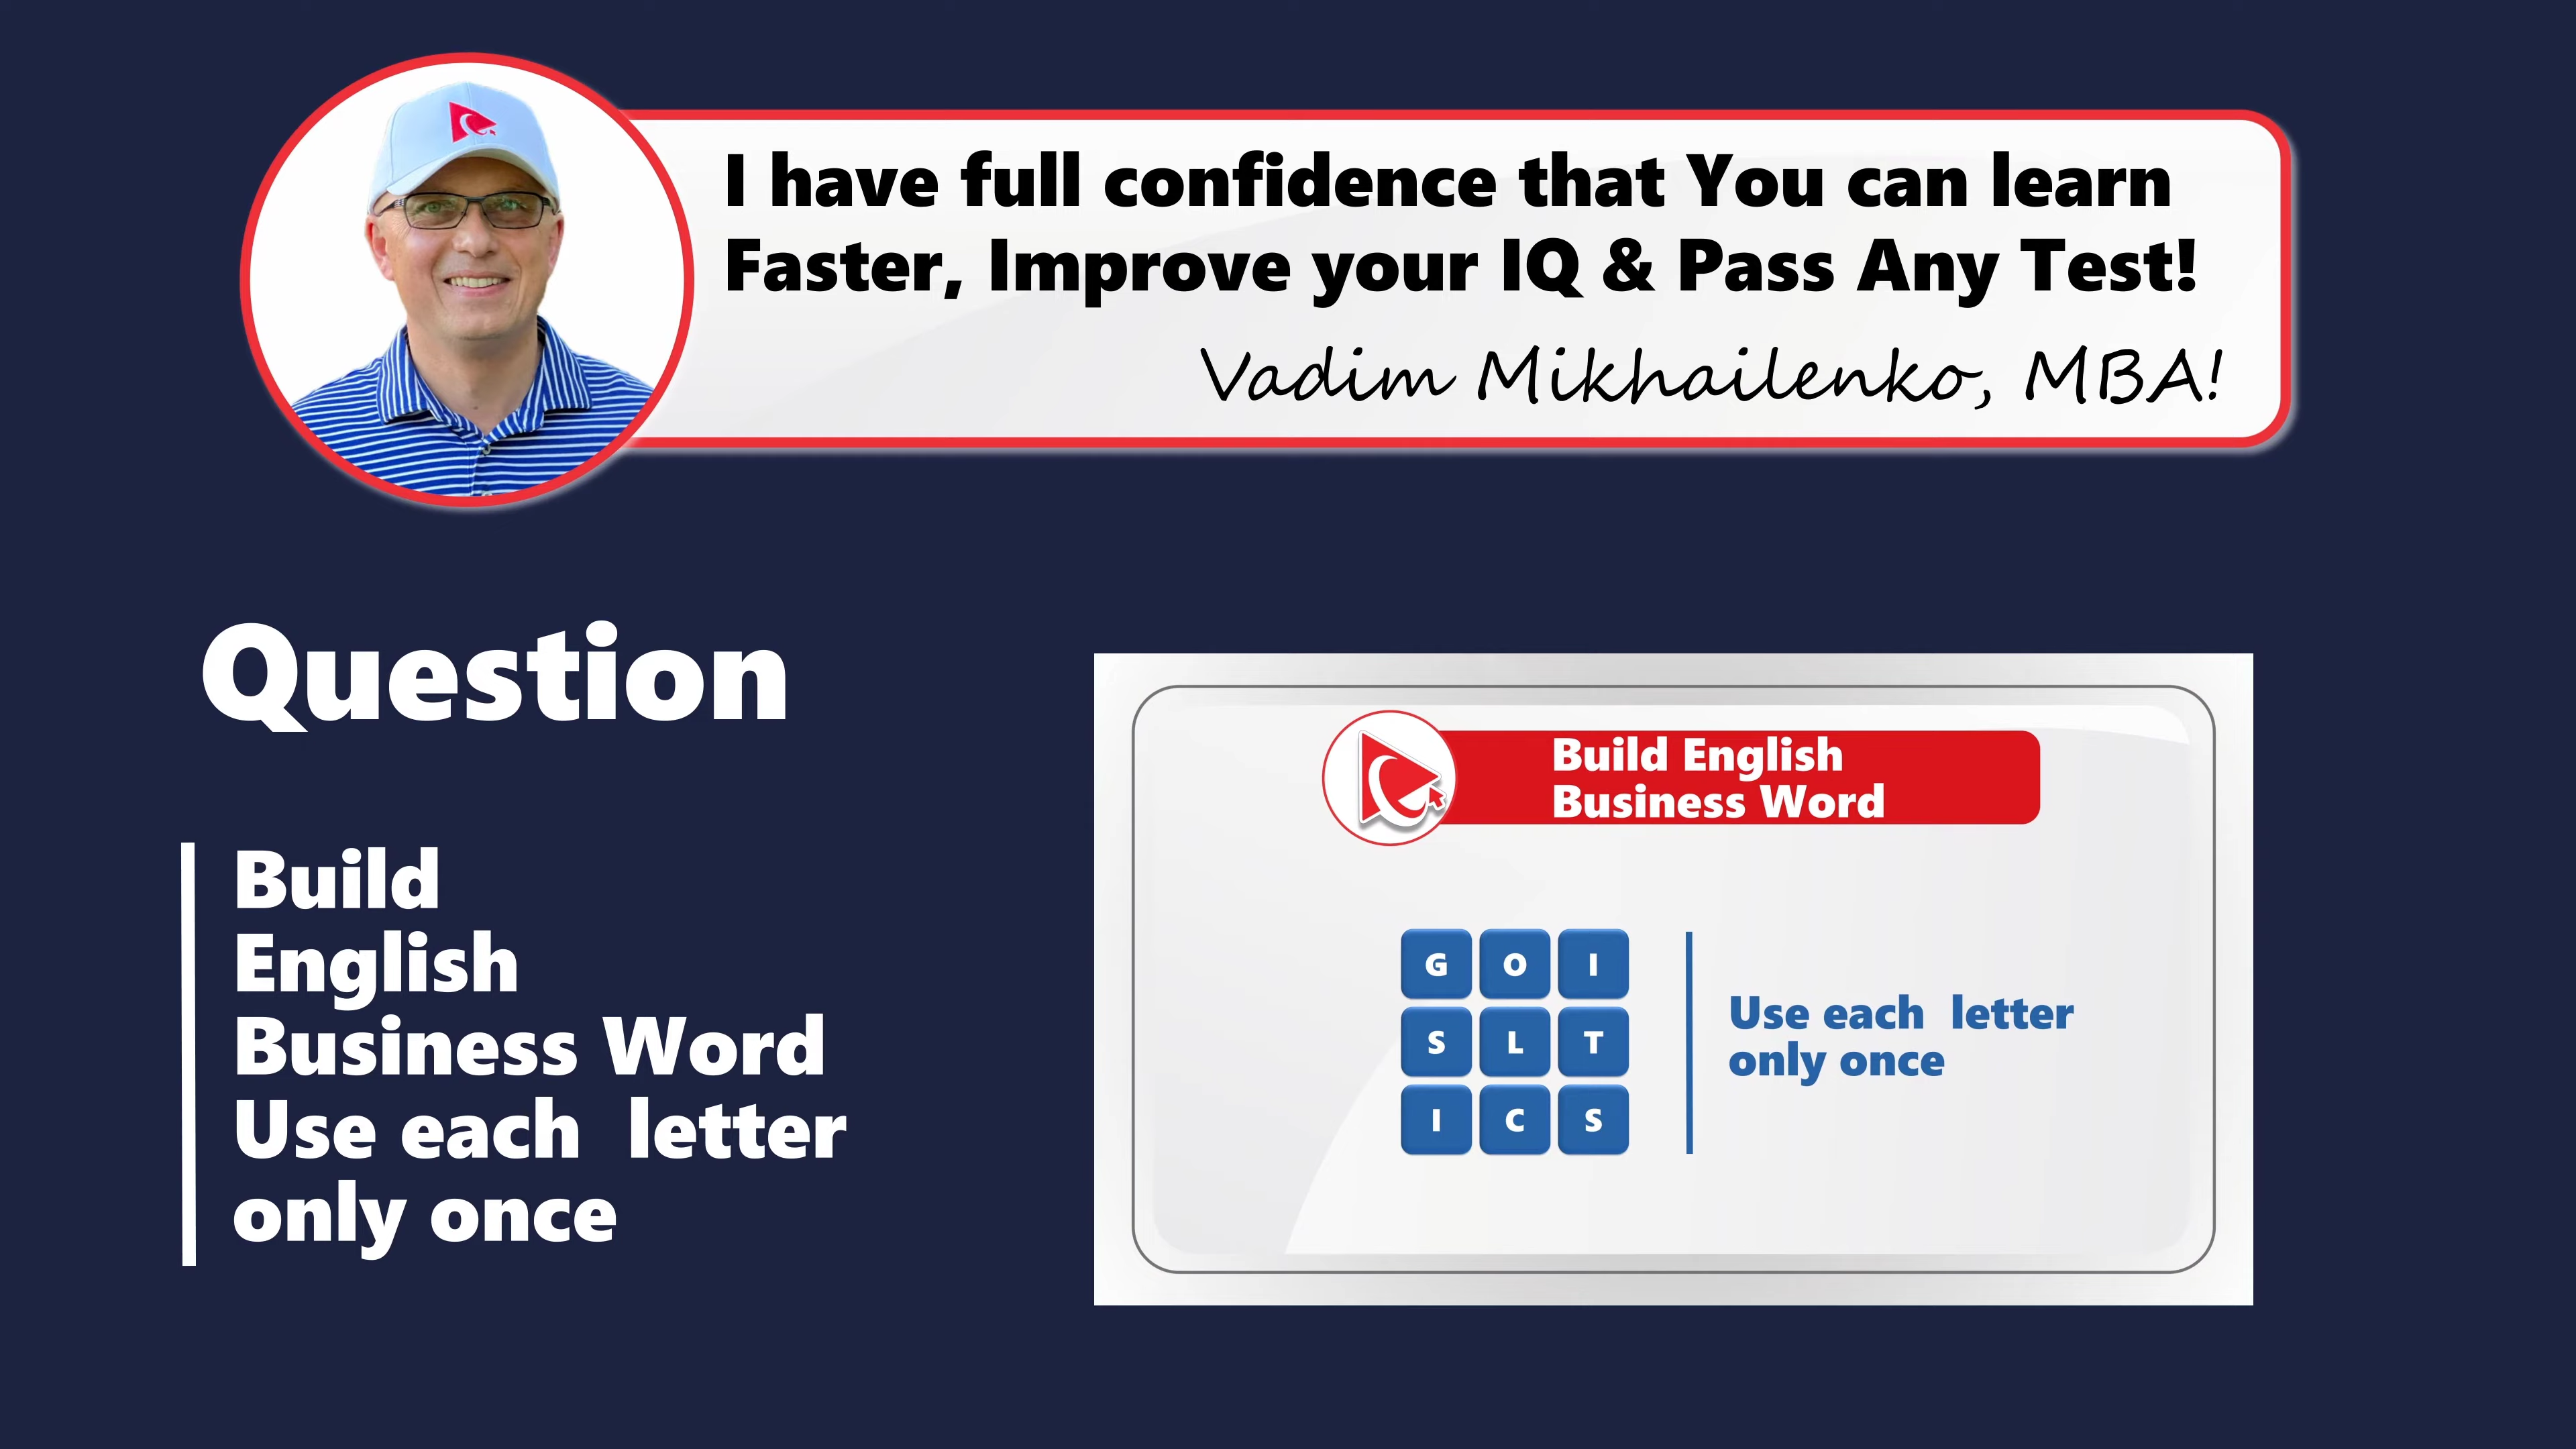 I have full confidence that You can learn
Faster, Improve your IQ & Pass Any Test!
Vadim Mikhailenko, MBA!
Question
Build
English
Business Word
Use each  letter
only once
Build English
Business Word
G O I
S L T
I C S
Use each  letter
only once